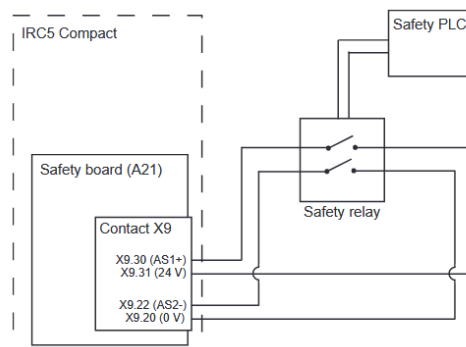 IRC5 Compact
Safety PLC
Safety board (A21)
Safety relay
Contact X9
X9.30 (AS1+)
X9.31 (24 V)
X9.22 (AS2-)
X9.20 (0 V)